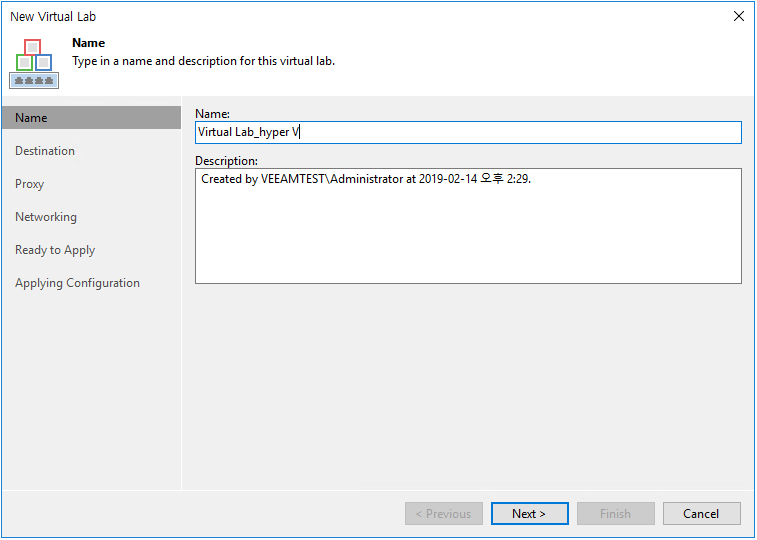 New Virtual Lab
Name
Type in a name and description for this virtual lab.
Name
Destination
Proxy
Networking
Ready to Apply
Applying Configuration
Name:
Virtual Lab_hyper V
Description:
Created by VEEAMTEST\Administrator at 2019-02-14 오후 2:29.
< Previous
Next >
Finish
Cancel